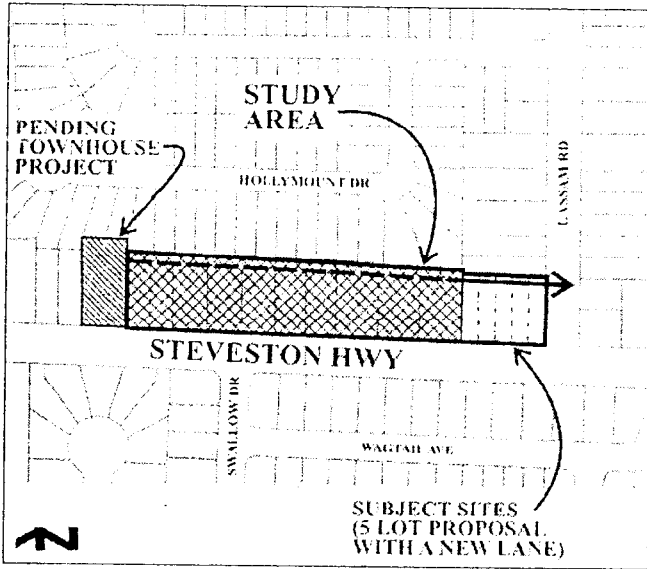 STUDY
AREA
PENDING
TOWNHOUSE
PROJECT
HOLLYMOUNT DR
LASSAM RD
STEVESTON HWY
SWALLOW DR
WAGTAIL AVE
SUBJECT SITES
(5 LOT PROPOSAL
WITH A NEW LANE)
N